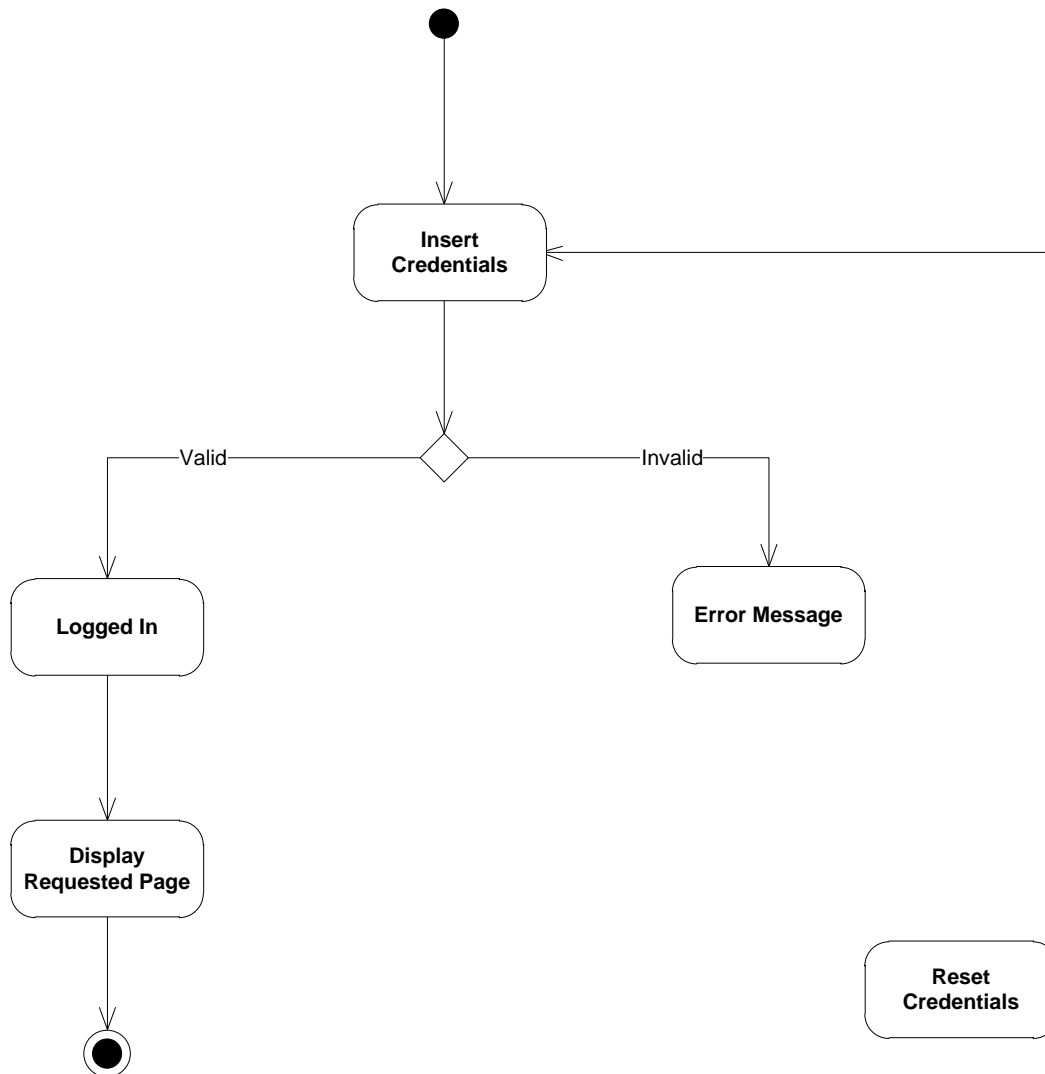 Insert
Credentials
Valid
Invalid
Logged In
Error Message
Display
Requested Page
Reset
Credentials